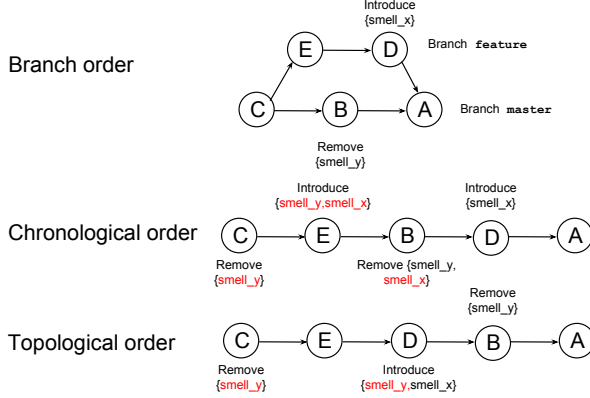 Introduce
{smell_x}
E
D
Branch feature
Branch order
C
B
A
Branch master
Remove
{smell_y}
Introduce
{smell_y,smell_x}
Introduce
{smell_x}
Chronological order
C
E
B
D
A
Remove
{smell_y}
Remove {smell_y,
smell_x}
Remove
{smell_y}
Topological order
C
E
D
B
A
Remove
{smell_y}
Introduce
{smell_y,smell_x}